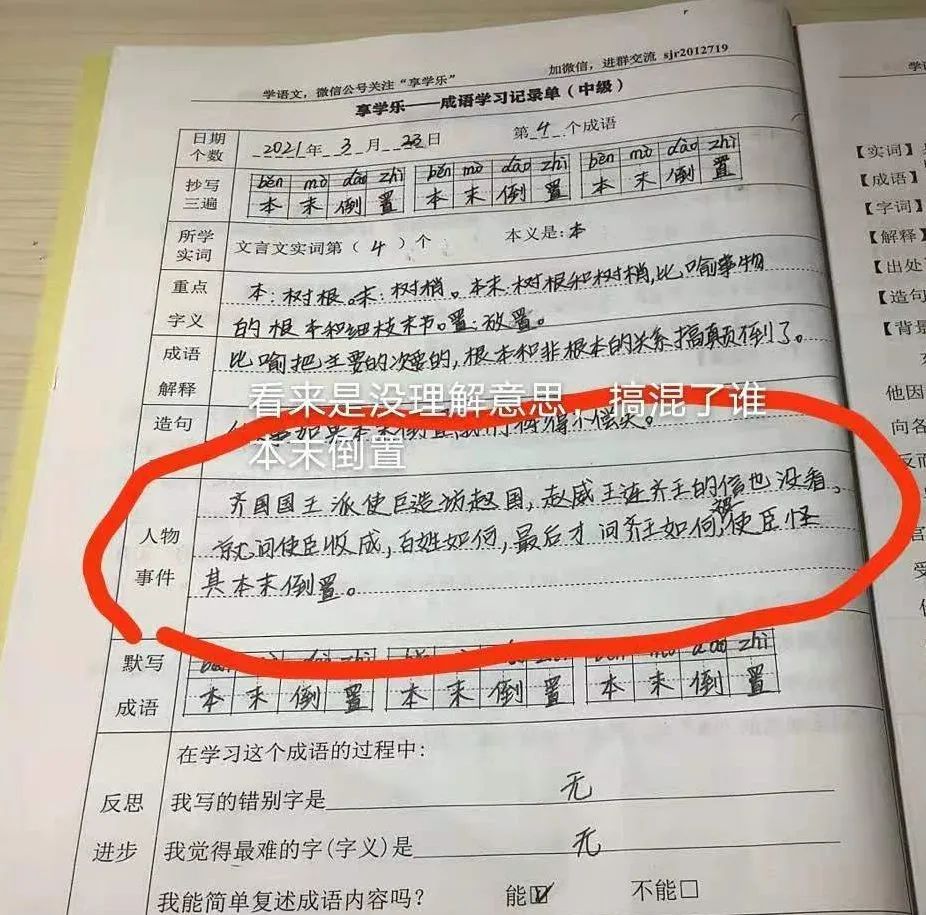 学语文，微信公号关注“享学乐”
加微信，进群交流 sjr2012719
享学乐——成语学习记录单（中级）
日期 2021年 3 月 23日 第 4 个成语
个数
抄写 běn mò dào zhì běn mò dào zhì běn mò dào zhì
三遍 本 末 倒 置 本 末 倒 置 本 末 倒 置
所学
实词 文言文实词第（4）个 本义是：本
重点 本：树根。末：树梢。本末：树根和树梢，比喻事物
字义 的根本和细枝末节。置：放置。
成语 比喻把主要的次要的，根本和非根本的关系搞颠倒了。
解释
看来是没理解意思，搞混了谁
本末倒置
造句 如果本末倒置 得不偿失。
齐国国王派使臣造访赵国，赵威王连齐王的信也没看，
人物 就问使臣收成，百姓如何，最后才问齐王如何，使臣怪
事件 其本末倒置。
默写 zhì mò dào zhì
成语 本 末 倒 置 本 末 倒 置 本 末 倒 置
在学习这个成语的过程中：
反思 我写的错别字是 无
进步 我觉得最难的字(字义)是 无
我能简单复述成语内容吗？ 能☑ 不能□
【实词】
【成语】
【字词】
【解释】
【出处】
【造句】
【背景
他因
向各
反而